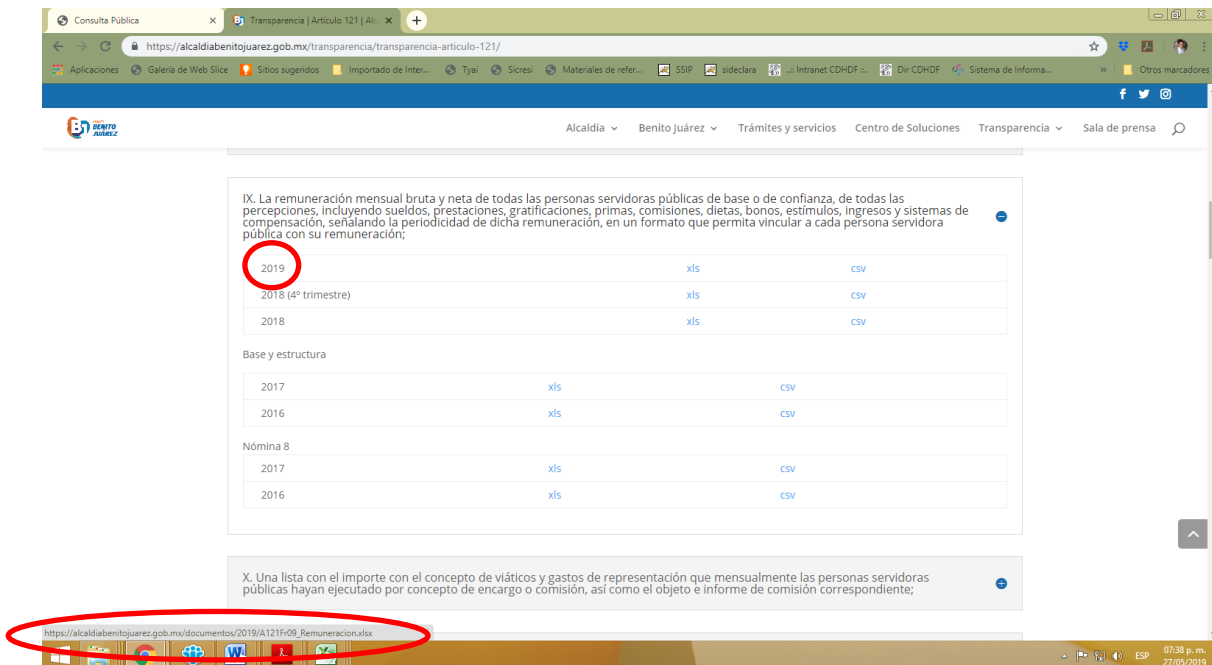 Consulta Pública
Transparencia | Artículo 121 | Alc
https://alcaldiabenitojuarez.gob.mx/transparencia/transparencia-articulo-121/
Aplicaciones Galería de Web Slice Sitios sugeridos Importado de Inter... Tyai Sicresi Materiales de refer... SSIP sideclara ..:: Intranet CDHDF ::.. Dir CDHDF Sistema de Informa... » Otros marcadores
BENITO JUÁREZ
Alcaldía Benito Juárez Trámites y servicios Centro de Soluciones Transparencia Sala de prensa
IX. La remuneración mensual bruta y neta de todas las personas servidoras públicas de base o de confianza, de todas las
percepciones, incluyendo sueldos, prestaciones, gratificaciones, primas, comisiones, dietas, bonos, estímulos, ingresos y sistemas de
compensación, señalando la periodicidad de dicha remuneración, en un formato que permita vincular a cada persona servidora
pública con su remuneración;
2019 xls csv
2018 (4º trimestre) xls csv
2018 xls csv
Base y estructura
2017 xls csv
2016 xls csv
Nómina 8
2017 xls csv
2016 xls csv
X. Una lista con el importe con el concepto de viáticos y gastos de representación que mensualmente las personas servidoras
públicas hayan ejecutado por concepto de encargo o comisión, así como el objeto e informe de comisión correspondiente;
https://alcaldiabenitojuarez.gob.mx/documentos/2019/A121Fr09_Remuneracion.xlsx
ESP
07:38 p. m.
27/05/2019